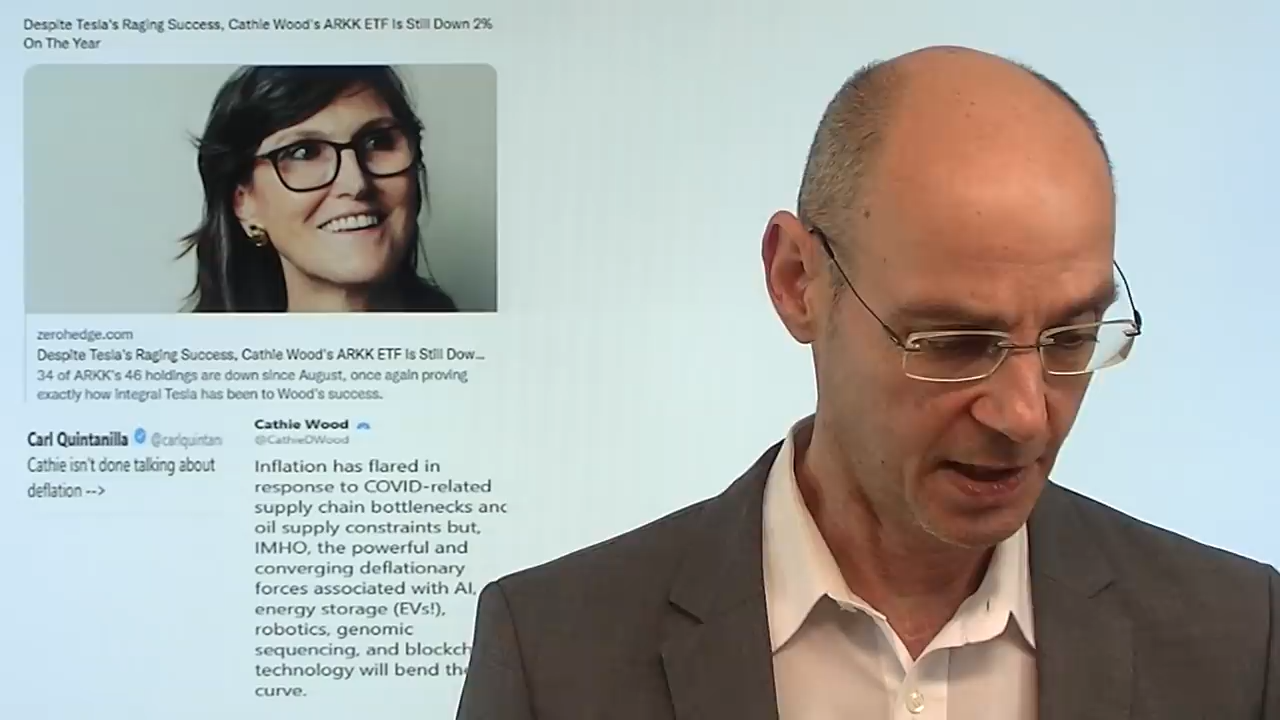 Despite Tesla's Raging Success, Cathie Wood's ARKK ETF Is Still Down 2%
On The Year
zerohedge.com
Despite Tesla's Raging Success, Cathie Wood's ARKK ETF Is Still Dow...
34 of ARKK's 46 holdings are down since August, once again proving
exactly how integral Tesla has been to Wood's success.
Carl Quintanilla @carlquintan
Cathie isn't done talking about
deflation -->
Cathie Wood
@CathieDWood
Inflation has flared in
response to COVID-related
supply chain bottlenecks and
oil supply constraints but,
IMHO, the powerful and
converging deflationary
forces associated with AI,
energy storage (EVs!),
robotics, genomic
sequencing, and blockch
technology will bend the
curve.